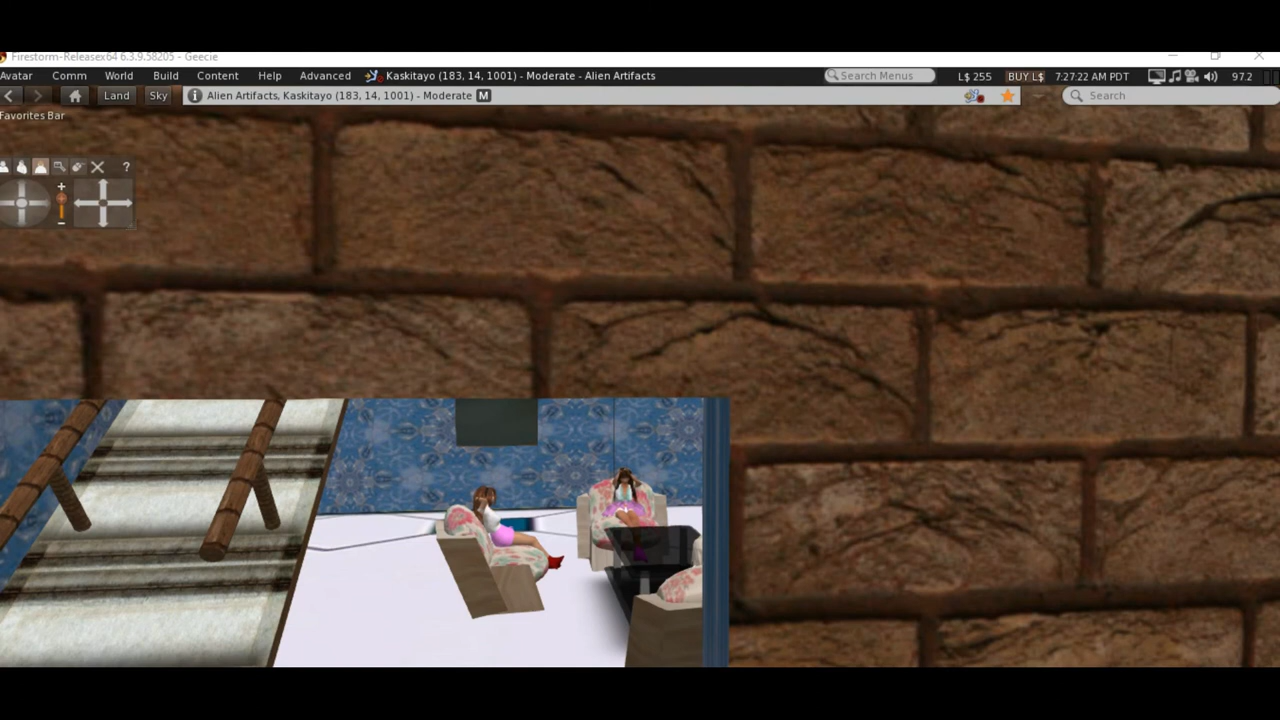 Firestorm-Releasex64 6.3.9.58205 - Geecie
Avatar Comm World Build Content Help Advanced Kaskitayo (183, 14, 1001) - Moderate - Alien Artifacts Search Menus L$ 255 BUY L$ 7:27:22 AM PDT 97.2
Land Sky Alien Artifacts, Kaskitayo (183, 14, 1001) - Moderate M Search
Favorites Bar
?